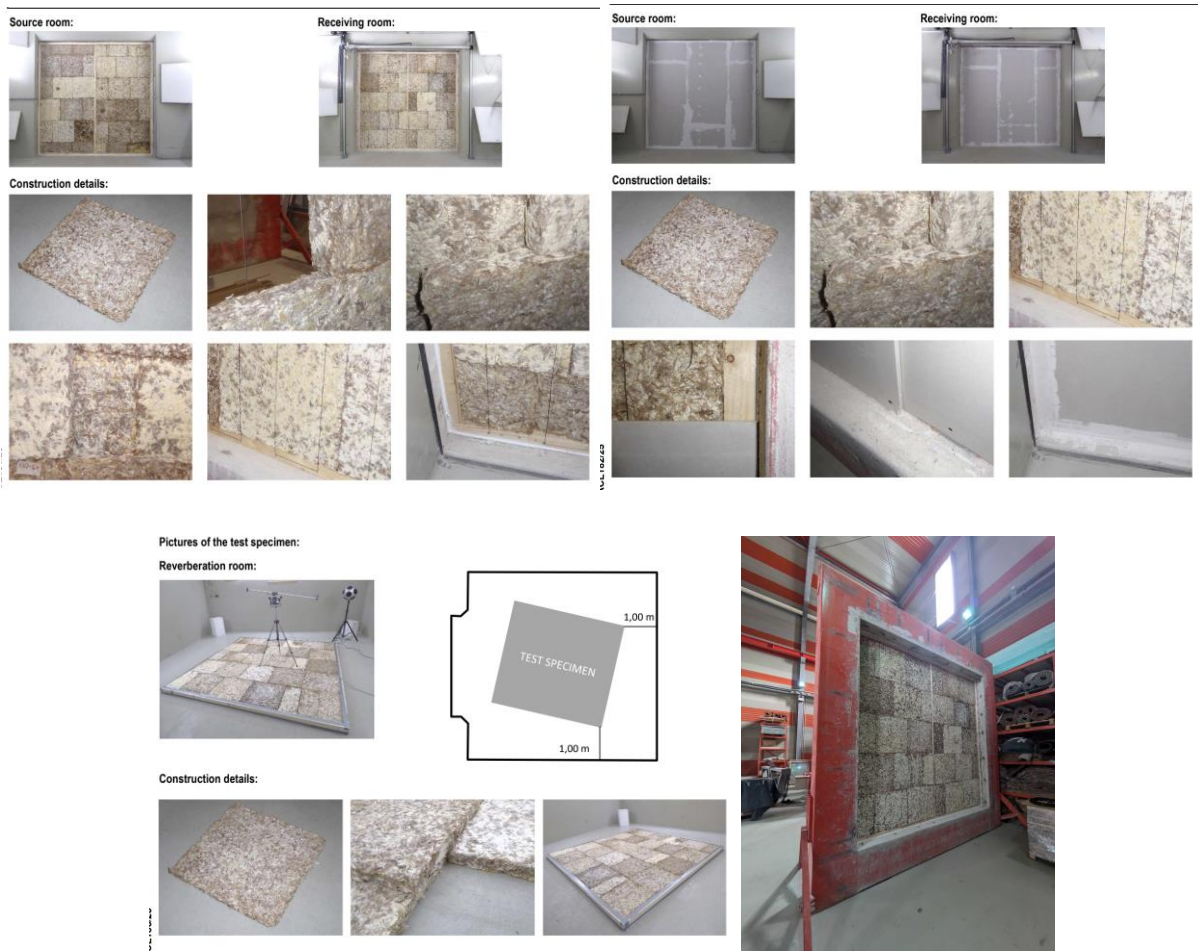 Source room:
Receiving room:
Construction details:
Source room:
Receiving room:
Construction details:
Pictures of the test specimen:
Reverberation room:
1,00 m
TEST SPECIMEN
1,00 m
Construction details: